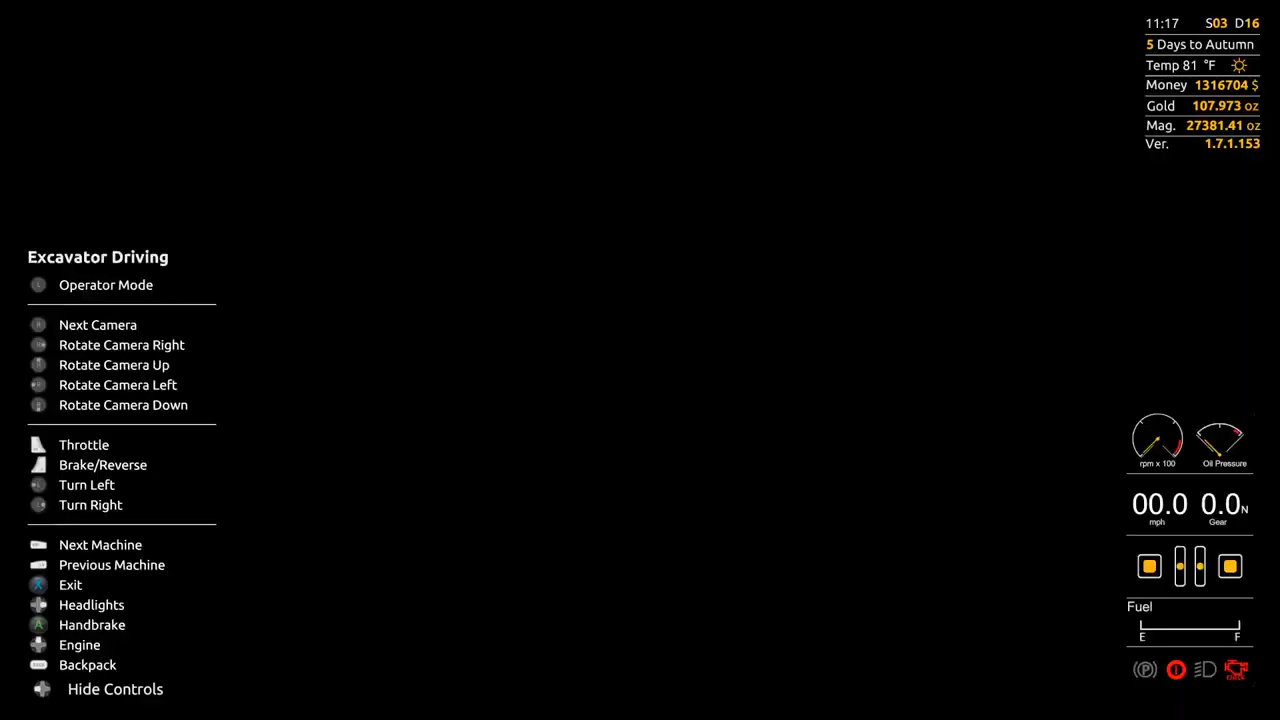 11:17 S03 D16
5 Days to Autumn
Temp 81 °F
Money 1316704 $
Gold 107.973 oz
Mag. 27381.41 oz
Ver. 1.7.1.153
Excavator Driving
Operator Mode
Next Camera
Rotate Camera Right
Rotate Camera Up
Rotate Camera Left
Rotate Camera Down
Throttle
Brake/Reverse
Turn Left
Turn Right
Next Machine
Previous Machine
X Exit
Headlights
A Handbrake
Engine
BACK Backpack
Hide Controls
rpm x 100 Oil Pressure
00.0 0.0N
mph Gear
Fuel
E F
P